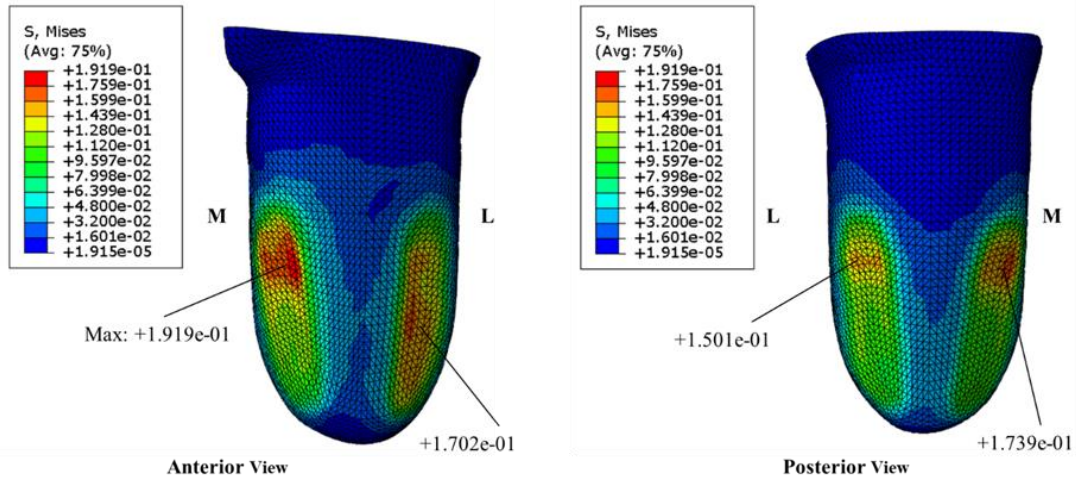 S, Mises
(Avg: 75%)
+1.919e-01
+1.759e-01
+1.599e-01
+1.439e-01
+1.280e-01
+1.120e-01
+9.597e-02
+7.998e-02
+6.399e-02
+4.800e-02
+3.200e-02
+1.601e-02
+1.915e-05
M
L
Max: +1.919e-01
+1.702e-01
Anterior View
S, Mises
(Avg: 75%)
+1.919e-01
+1.759e-01
+1.599e-01
+1.439e-01
+1.280e-01
+1.120e-01
+9.597e-02
+7.998e-02
+6.399e-02
+4.800e-02
+3.200e-02
+1.601e-02
+1.915e-05
L
M
+1.501e-01
+1.739e-01
Posterior View